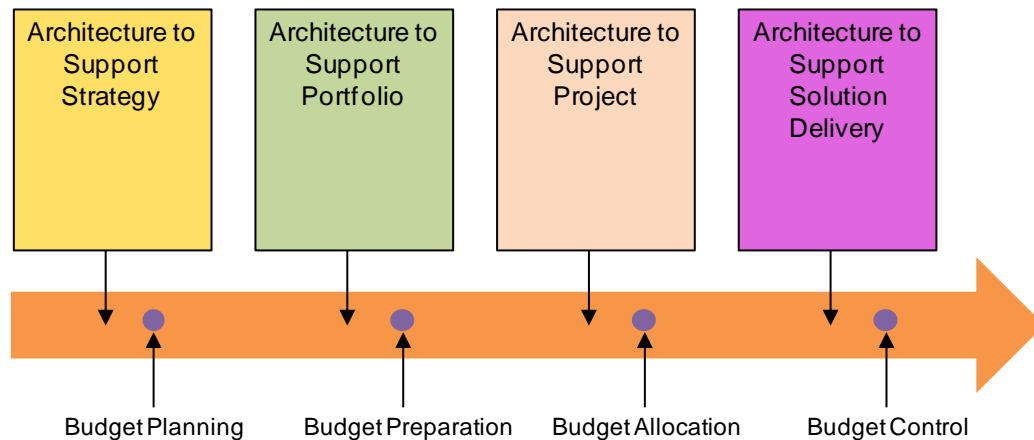 Architecture to
Support
Strategy
Architecture to
Support
Portfolio
Architecture to
Support
Project
Architecture to
Support
Solution
Delivery
Budget Planning
Budget Preparation
Budget Allocation
Budget Control